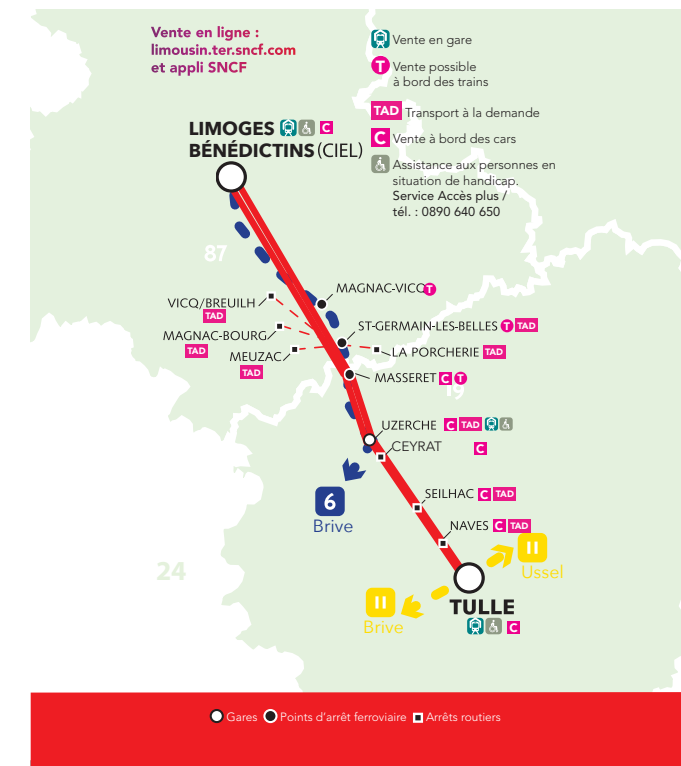 Vente en ligne :
limousin.ter.sncf.com
et appli SNCF
Vente en gare
T Vente possible
à bord des trains
TAD Transport à la demande
C Vente à bord des cars
Assistance aux personnes en
situation de handicap.
Service Accès plus /
tél. : 0890 640 650
LIMOGES C
BÉNÉDICTINS (CIEL)
87
MAGNAC-VICQ T
VICQ/BREUILH
TAD
ST-GERMAIN-LES-BELLES T TAD
MAGNAC-BOURG
TAD
LA PORCHERIE TAD
MEUZAC
TAD
MASSERET C T
19
UZERCHE C TAD
CEYRAT C
6
Brive
SEILHAC C TAD
NAVES C TAD
11
Ussel
24
11
Brive
TULLE
C
Gares Points d'arrêt ferroviaire Arrêts routiers